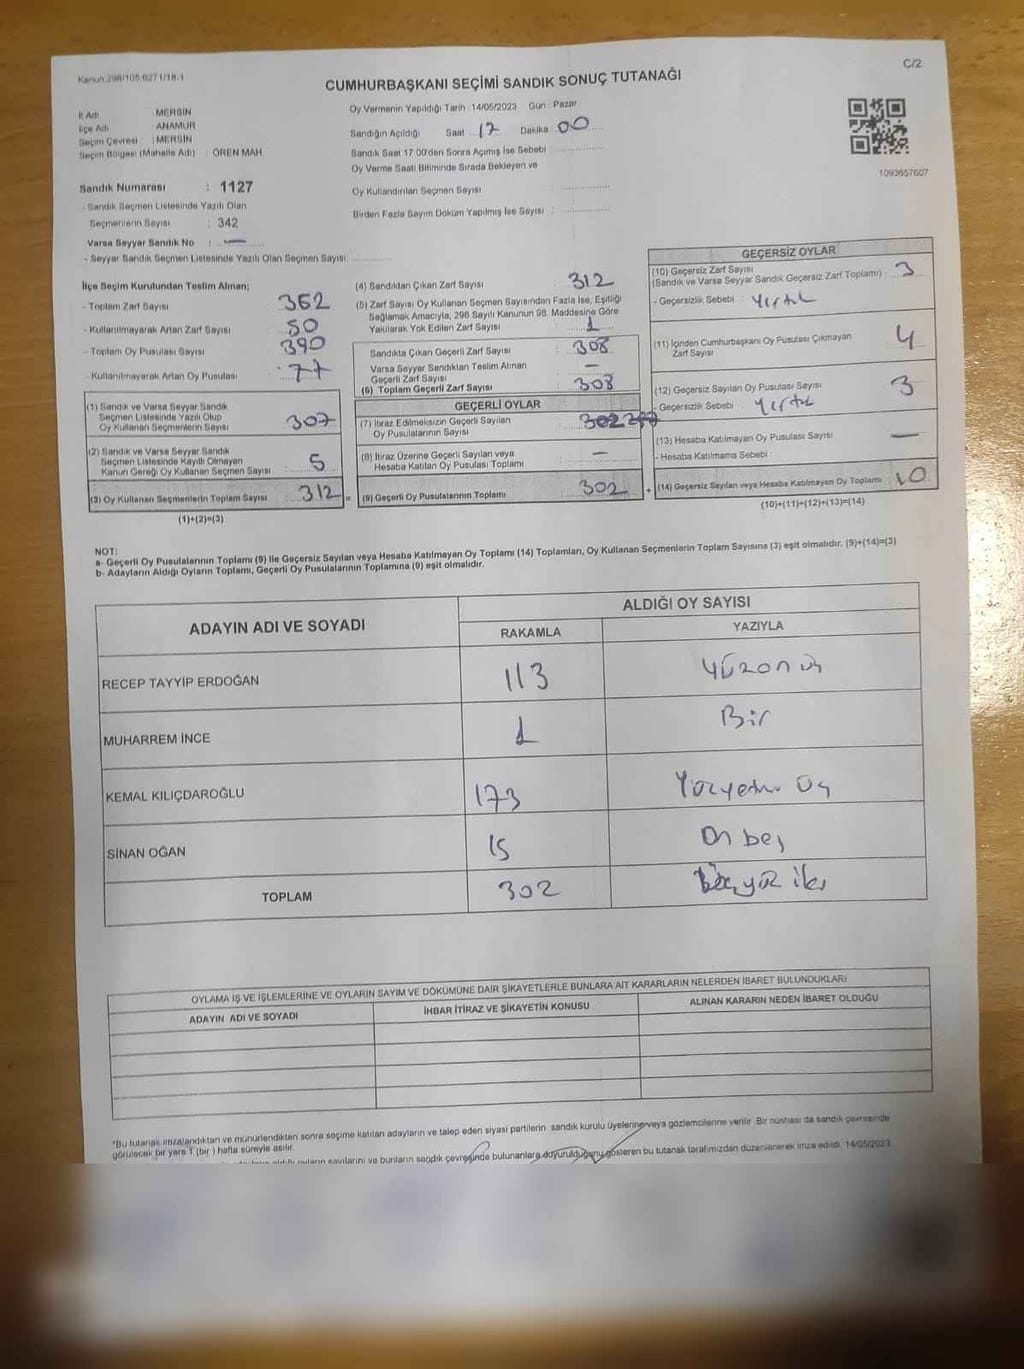 Kanun:298/105;6271/18-1
C/2
CUMHURBAŞKANI SEÇİMİ SANDIK SONUÇ TUTANAĞI
İl Adı : MERSİN
İlçe Adı : ANAMUR
Seçim Çevresi : MERSİN
Seçim Bölgesi (Mahalle Adı) : ÖREN MAH.
Sandık Numarası : 1127
- Sandık Seçmen Listesinde Yazılı Olan
Seçmenlerin Sayısı : 342
Varsa Seyyar Sandık No : —
- Seyyar Sandık Seçmen Listesinde Yazılı Olan Seçmen Sayısı:
Oy Vermenin Yapıldığı Tarih : 14/05/2023 Gün : Pazar
Sandığın Açıldığı Saat : 17 Dakika : 00
Sandık Saat 17:00'den Sonra Açımış İse Sebebi :
Oy Verme Saati Bitiminde Sırada Bekleyen ve
Oy Kullandırılan Seçmen Sayısı :
Birden Fazla Sayım Döküm Yapılmış İse Sayısı :
1093657607
İlçe Seçim Kurulundan Teslim Alınan;
- Toplam Zarf Sayısı : 362
- Kullanılmayarak Artan Zarf Sayısı : 50
- Toplam Oy Pusulası Sayısı : 390
- Kullanılmayarak Artan Oy Pusulası : 77
(1) Sandık ve Varsa Seyyar Sandık
Seçmen Listesinde Yazılı Olup
Oy Kullanan Seçmenlerin Sayısı : 307
(2) Sandık ve Varsa Seyyar Sandık
Seçmen Listesinde Kayıtlı Olmayan
Kanun Gereği Oy Kullanan Seçmen Sayısı : 5
(3) Oy Kullanan Seçmenlerin Toplam Sayısı : 312 =
(1)+(2)=(3)
(4) Sandıktan Çıkan Zarf Sayısı : 312
(5) Zarf Sayısı Oy Kullanan Seçmen Sayısından Fazla İse, Eşitliği
Sağlamak Amacıyla, 298 Sayılı Kanunun 98. Maddesine Göre
Yakılarak Yok Edilen Zarf Sayısı : 1
Sandıkta Çıkan Geçerli Zarf Sayısı : 308
Varsa Seyyar Sandıktan Teslim Alınan
Geçerli Zarf Sayısı : —
(6) Toplam Geçerli Zarf Sayısı : 308
GEÇERLİ OYLAR
(7) İtiraz Edilmeksizin Geçerli Sayılan
Oy Pusulalarının Sayısı : 302
(8) İtiraz Üzerine Geçerli Sayılan veya
Hesaba Katılan Oy Pusulası Toplamı : —
(9) Geçerli Oy Pusulalarının Toplamı : 302 +
GEÇERSİZ OYLAR
(10) Geçersiz Zarf Sayısı
(Sandık ve Varsa Seyyar Sandık Geçersiz Zarf Toplamı) : 3
- Geçersizlik Sebebi : Yırtık
(11) İçinden Cumhurbaşkanı Oy Pusulası Çıkmayan
Zarf Sayısı : 4
(12) Geçersiz Sayılan Oy Pusulası Sayısı : 3
- Geçersizlik Sebebi : Yırtık
(13) Hesaba Katılmayan Oy Pusulası Sayısı : —
- Hesaba Katılmama Sebebi :
(14) Geçersiz Sayılan veya Hesaba Katılmayan Oy Toplamı : 10
(10)+(11)+(12)+(13)=(14)
NOT:
a- Geçerli Oy Pusulalarının Toplamı (9) ile Geçersiz Sayılan veya Hesaba Katılmayan Oy Toplamı (14) Toplamları, Oy Kullanan Seçmenlerin Toplam Sayısına (3) eşit olmalıdır. (9)+(14)=(3)
b- Adayların Aldığı Oyların Toplamı, Geçerli Oy Pusulalarının Toplamına (9) eşit olmalıdır.
ADAYIN ADI VE SOYADI
ALDIĞI OY SAYISI
RAKAMLA YAZIYLA
RECEP TAYYİP ERDOĞAN 113 Yüzon üç
MUHARREM İNCE 1 Bir
KEMAL KILIÇDAROĞLU 173 Yüzyetmi Üç
SİNAN OĞAN 15 On beş
TOPLAM 302 Üçyüz iki
OYLAMA İŞ VE İŞLEMLERİNE VE OYLARIN SAYIM VE DÖKÜMÜNE DAİR ŞİKAYETLERLE BUNLARA AİT KARARLARIN NELERDEN İBARET BULUNDUKLARI
ADAYIN ADI VE SOYADI İHBAR İTİRAZ VE ŞİKAYETİN KONUSU ALINAN KARARIN NEDEN İBARET OLDUĞU
*Bu tutanak imzalandıktan ve mühürlendikten sonra seçime katılan adayların ve talep eden siyasi partilerin sandık kurulu üyelerine veya gözlemcilerine verilir. Bir nüshası da sandık çevresinde
görülecek bir yere 1 (bir ) hafta süreyle asılır.
aldığı oyların sayılarını ve bunların sandık çevresinde bulunanlara duyurulduğunu gösteren bu tutanak tarafımızdan düzenlenerek imza edildi. 14/05/2023